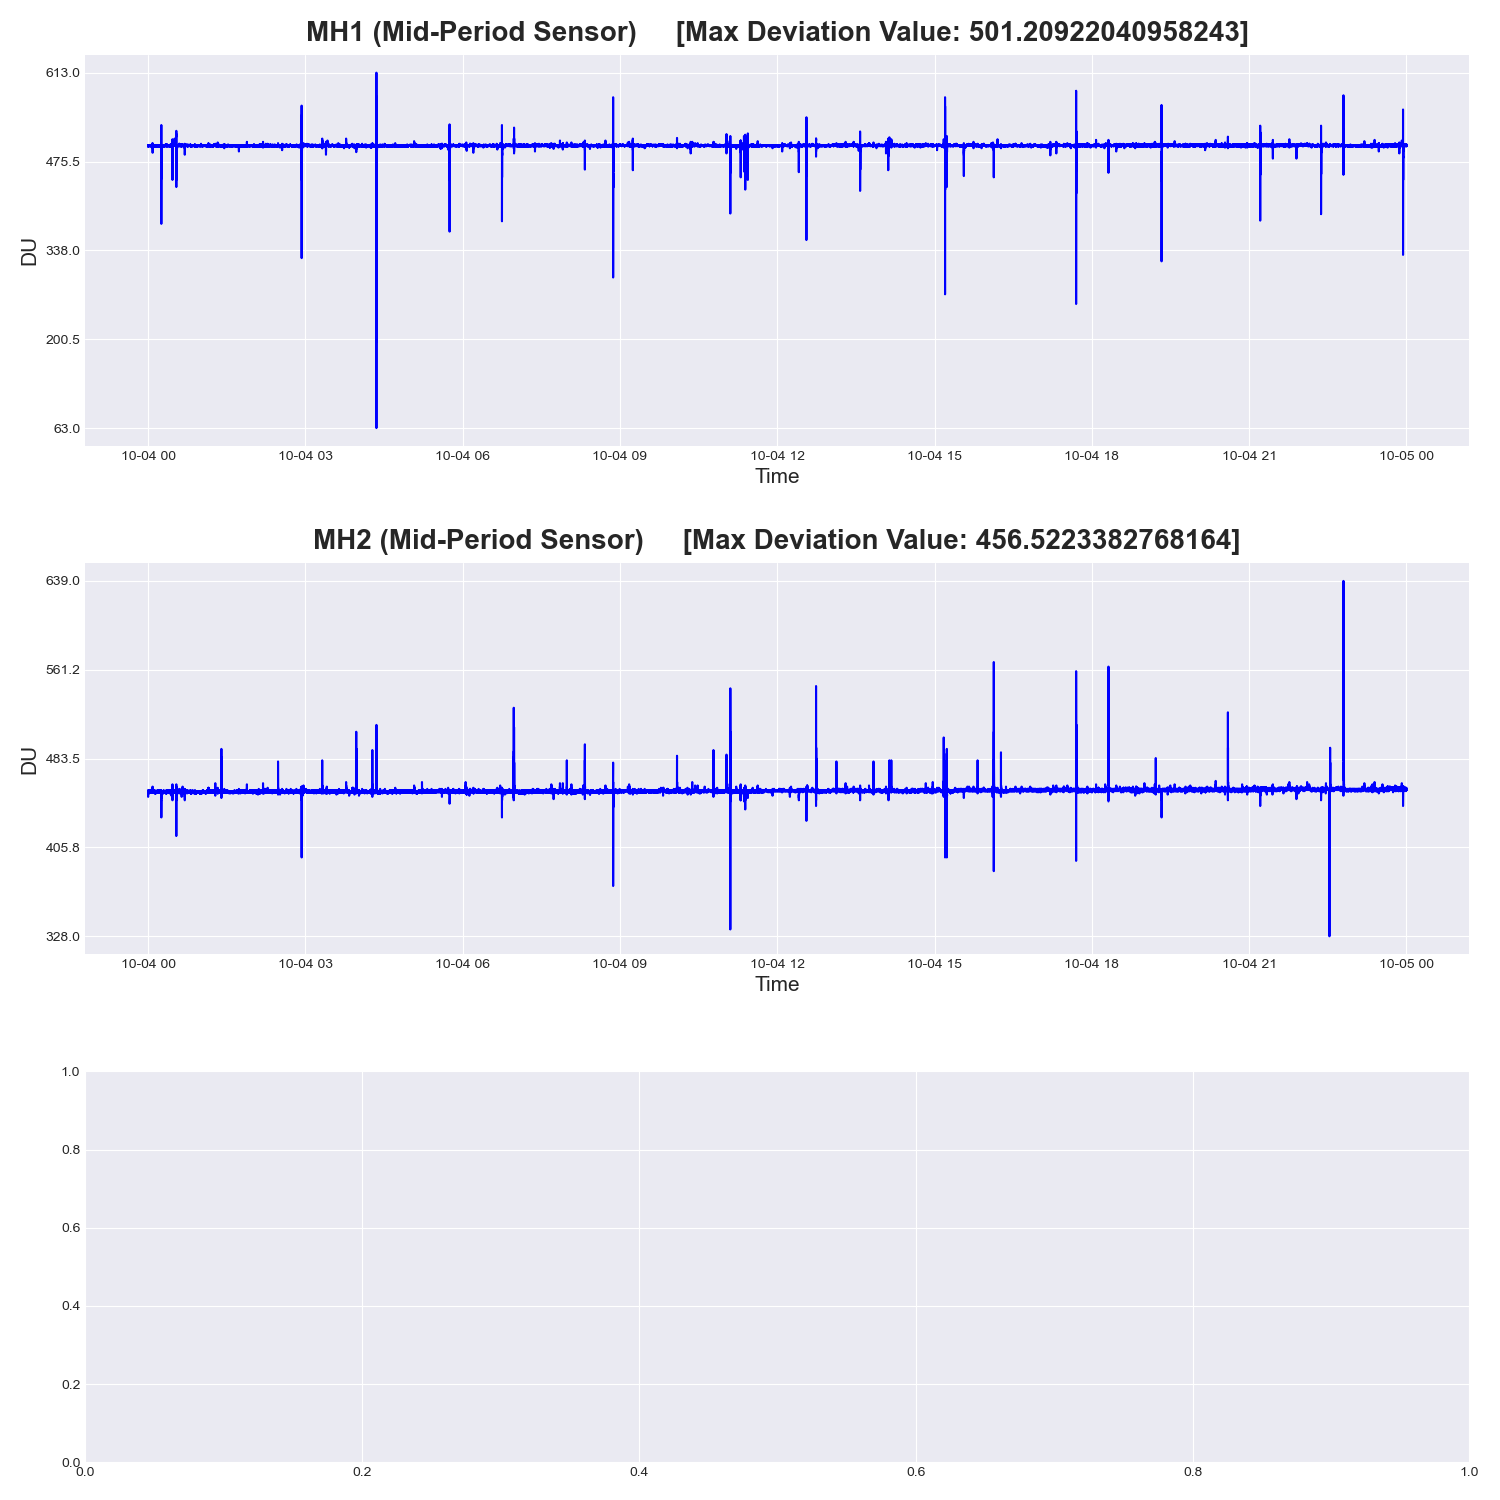 MH1 (Mid-Period Sensor) [Max Deviation Value: 501.20922040958243]
613.0
475.5
338.0
200.5
63.0
DU
10-04 00 10-04 03 10-04 06 10-04 09 10-04 12 10-04 15 10-04 18 10-04 21 10-05 00
Time
MH2 (Mid-Period Sensor) [Max Deviation Value: 456.5223382768164]
639.0
561.2
483.5
405.8
328.0
DU
10-04 00 10-04 03 10-04 06 10-04 09 10-04 12 10-04 15 10-04 18 10-04 21 10-05 00
Time
1.0
0.8
0.6
0.4
0.2
0.0
0.0 0.2 0.4 0.6 0.8 1.0